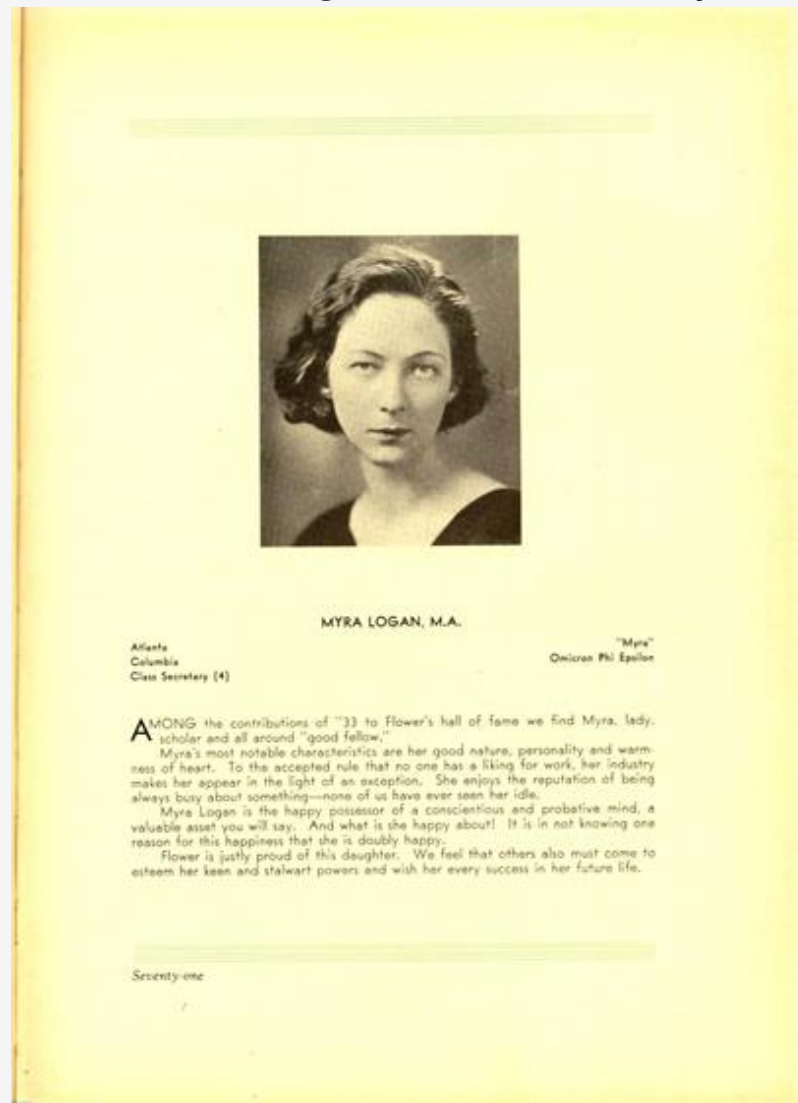 MYRA LOGAN, M.A.
Atlanta
Columbia
Class Secretary (4)
"Myra"
Omicron Phi Epsilon
AMONG the contributions of "33 to Flower's hall of fame we find Myra, lady,
scholar and all around "good fellow,"
Myra's most notable characteristics are her good nature, personality and warm-
ness of heart. To the accepted rule that no one has a liking for work, her industry
makes her appear in the light of an exception. She enjoys the reputation of being
always busy about something—none of us have ever seen her idle.
Myra Logan is the happy possessor of a conscientious and probative mind, a
valuable asset you will say. And what is she happy about! It is in not knowing one
reason for this happiness that she is doubly happy.
Flower is justly proud of this daughter. We feel that others also must come to
esteem her keen and stalwart powers and wish her every success in her future life.
Seventy-one